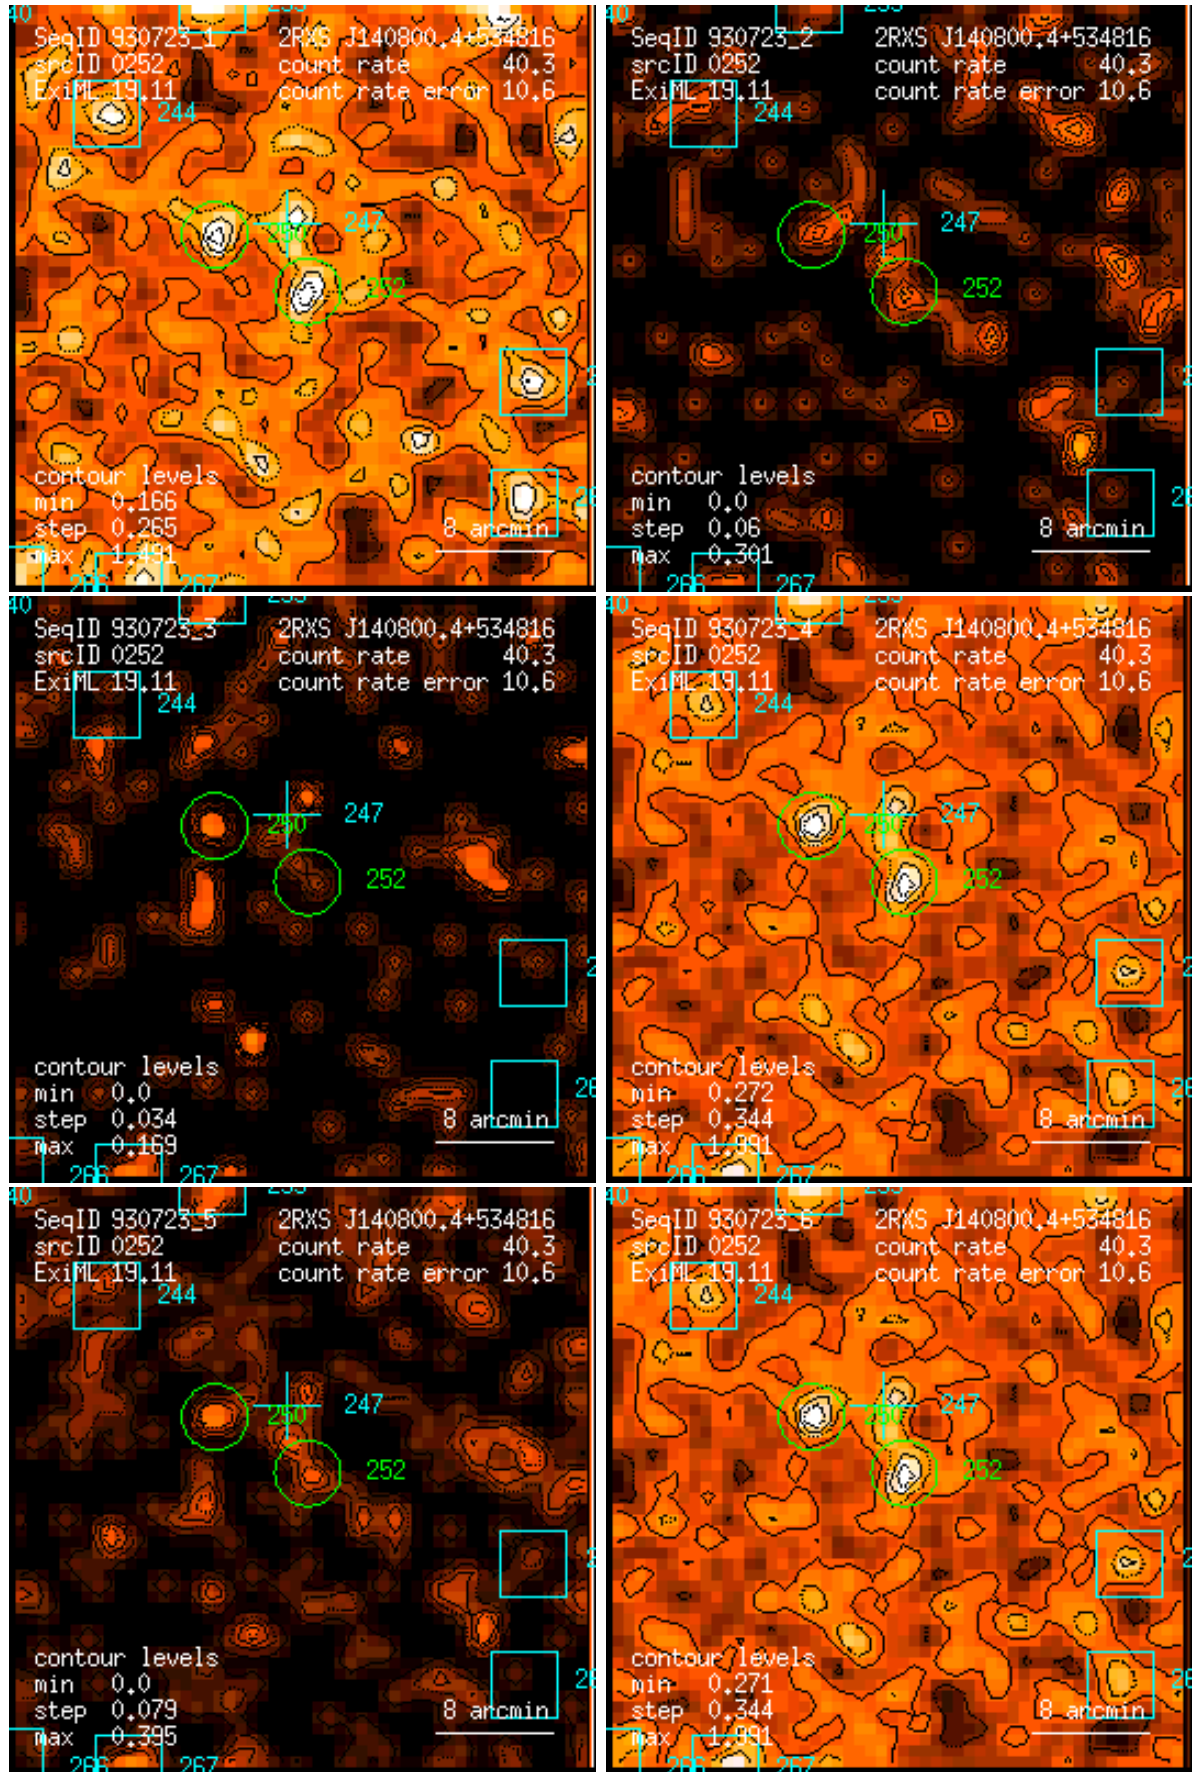 40
SeqID 930723_1 2RXS J140800.4+534816
srcID 0252 count rate 40.3
ExiML 19.11 count rate error 10.6
244
250 247
252
contour levels
min 0.166
step 0.265
max 1.491
8 arcmin
266 267
40
SeqID 930723_2 2RXS J140800.4+534816
srcID 0252 count rate 40.3
ExiML 19.11 count rate error 10.6
244
250 247
252
contour levels
min 0.0
step 0.06
max 0.301
8 arcmin
266 267
40
SeqID 930723_3 2RXS J140800.4+534816
srcID 0252 count rate 40.3
ExiML 19.11 count rate error 10.6
244
250 247
252
contour levels
min 0.0
step 0.034
max 0.169
8 arcmin
266 267
40
SeqID 930723_4 2RXS J140800.4+534816
srcID 0252 count rate 40.3
ExiML 19.11 count rate error 10.6
244
250 247
252
contour levels
min 0.272
step 0.344
max 1.991
8 arcmin
266 267
40
SeqID 930723_5 2RXS J140800.4+534816
srcID 0252 count rate 40.3
ExiML 19.11 count rate error 10.6
244
250 247
252
contour levels
min 0.0
step 0.079
max 0.395
8 arcmin
266 267
40
SeqID 930723_6 2RXS J140800.4+534816
srcID 0252 count rate 40.3
ExiML 19.11 count rate error 10.6
244
250 247
252
contour levels
min 0.271
step 0.344
max 1.991
8 arcmin
266 267